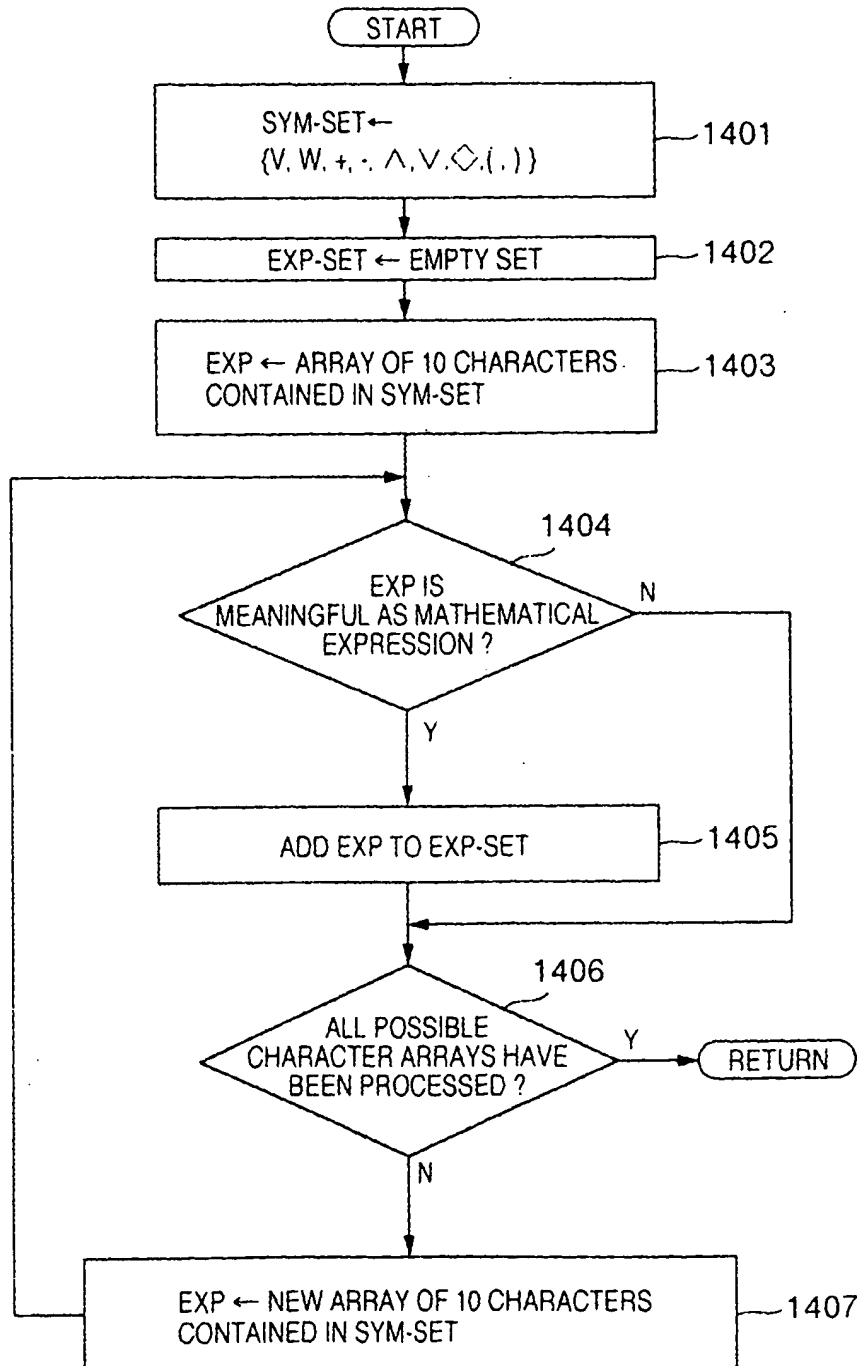 START
SYM-SET←
{V, W, +, ·, ∧, ∨, ◇, (, ) }
1401
EXP-SET ← EMPTY SET
1402
EXP ← ARRAY OF 10 CHARACTERS
CONTAINED IN SYM-SET
1403
1404
EXP IS
MEANINGFUL AS MATHEMATICAL
EXPRESSION ?
N
Y
ADD EXP TO EXP-SET
1405
1406
ALL POSSIBLE
CHARACTER ARRAYS HAVE
BEEN PROCESSED ?
Y
RETURN
N
EXP ← NEW ARRAY OF 10 CHARACTERS
CONTAINED IN SYM-SET
1407